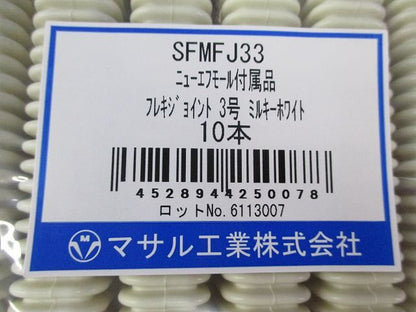 SFMFJ33
ニューエフモール付属品
フレキジョイント 3号 ミルキーホワイト
10本
4528944250078
ロットNo.6113007
M マサル工業株式会社